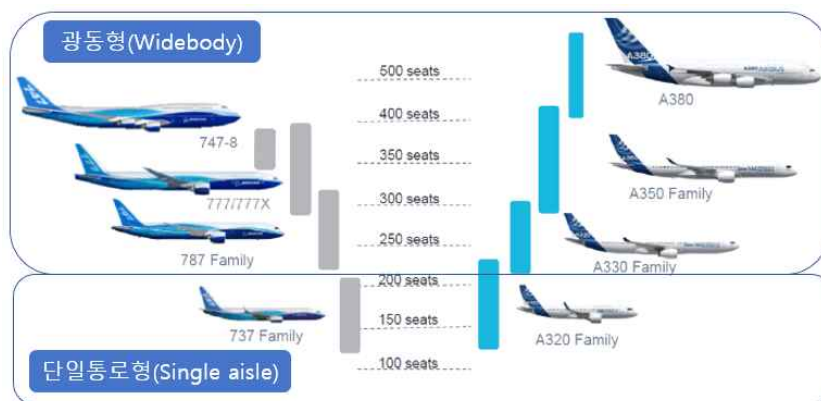 광동형(Widebody)
500 seats
A380
400 seats
747-8
350 seats
777/777X
A350 Family
300 seats
250 seats
787 Family
A330 Family
200 seats
150 seats
737 Family
A320 Family
100 seats
단일통로형(Single aisle)